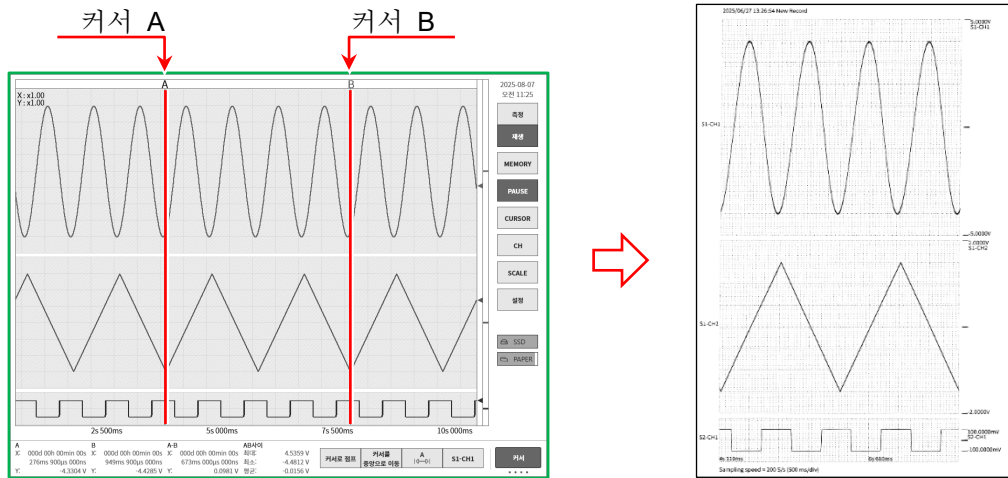 커서 A
커서 B
A
B
X : x1.00
Y : x1.00
2025-08-07
오전 11:25
측정
재생
MEMORY
PAUSE
CURSOR
CH
SCALE
설정
SSD
PAPER
2s 500ms
5s 000ms
7s 500ms
10s 000ms
A
B
A-B
AB사이
X: 000d 00h 00min 00s
276ms 900µs 000ns
Y: -4.3304 V
X: 000d 00h 00min 00s
949ms 900µs 000ns
Y: -4.4285 V
X: 000d 00h 00min 00s
673ms 000µs 000ns
Y: 0.0981 V
최대: 4.5359 V
최소: -4.4812 V
평균: -0.0156 V
커서로 점프
커서를
중앙으로 이동
A
S1-CH1
커서
2025/06/27 13:26:54 New Record
5.0000V
S1-CH1
S1-CH1
-5.0000V
S1-CH2
S2-CH1
100.0000mV
S2-CH1
-100.0000mV
Sampling speed = 200 S/s (500 ms/div)